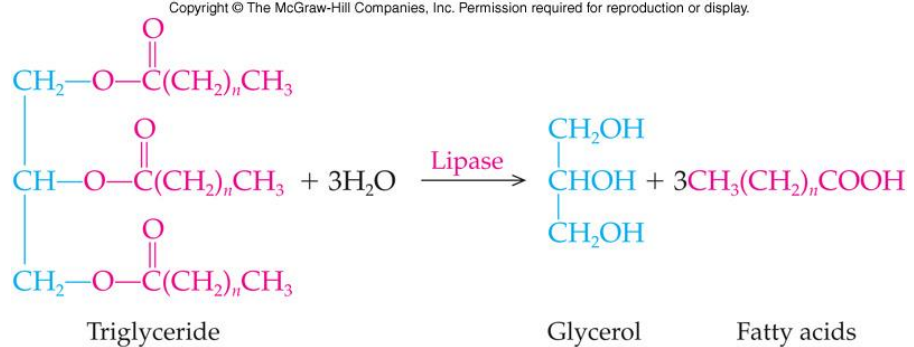 Copyright © The McGraw-Hill Companies, Inc. Permission required for reproduction or display.
O
CH₂—O—C(CH₂)ₙCH₃
O
CH₂OH
Lipase
CH—O—C(CH₂)ₙCH₃ + 3H₂O → CHOH + 3CH₃(CH₂)ₙCOOH
O
CH₂OH
CH₂—O—C(CH₂)ₙCH₃
Triglyceride Glycerol Fatty acids